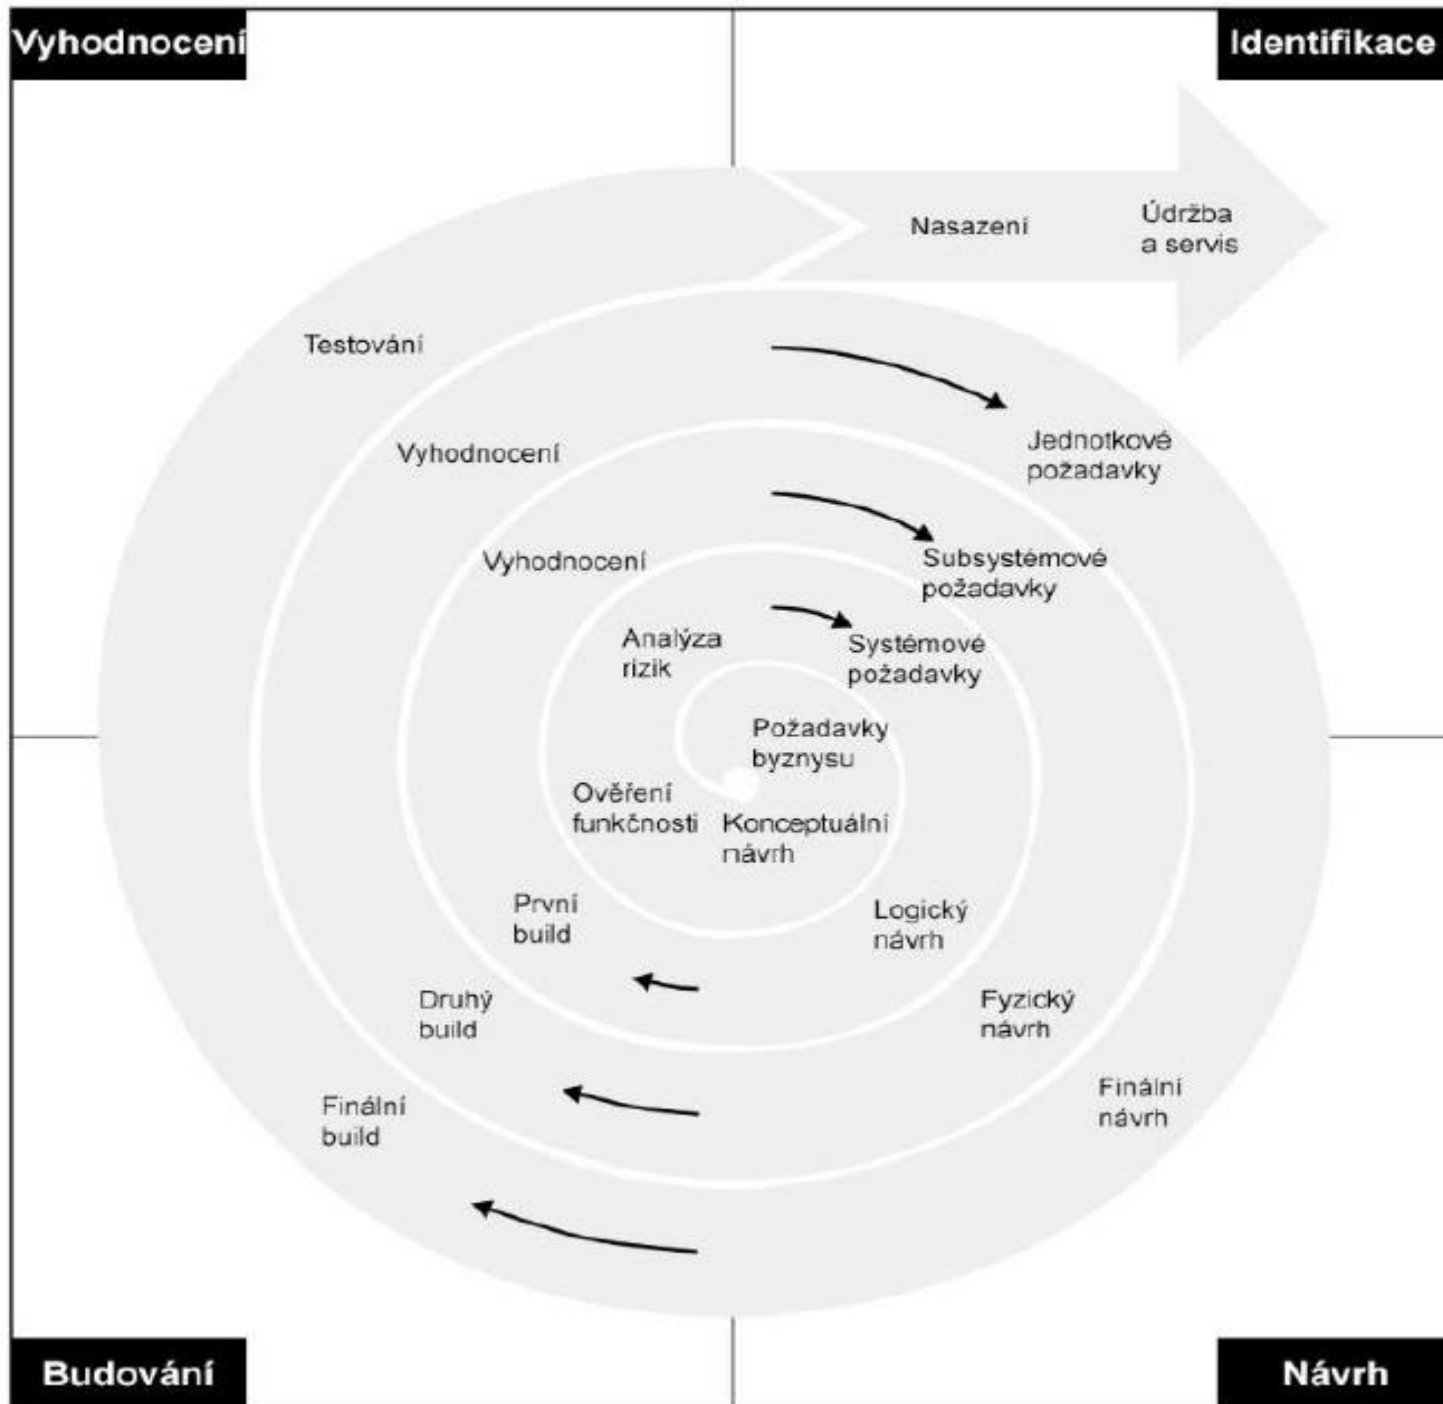 Vyhodnocení
Identifikace
Nasazení
Údržba
a servis
Testování
Jednotkové
požadavky
Vyhodnocení
Subsystémové
požadavky
Vyhodnocení
Systémové
požadavky
Analýza
rizik
Požadavky
byznysu
Ověření
funkčnosti
Konceptuální
návrh
První
build
Logický
návrh
Druhý
build
Fyzický
návrh
Finální
build
Finální
návrh
Budování
Návrh